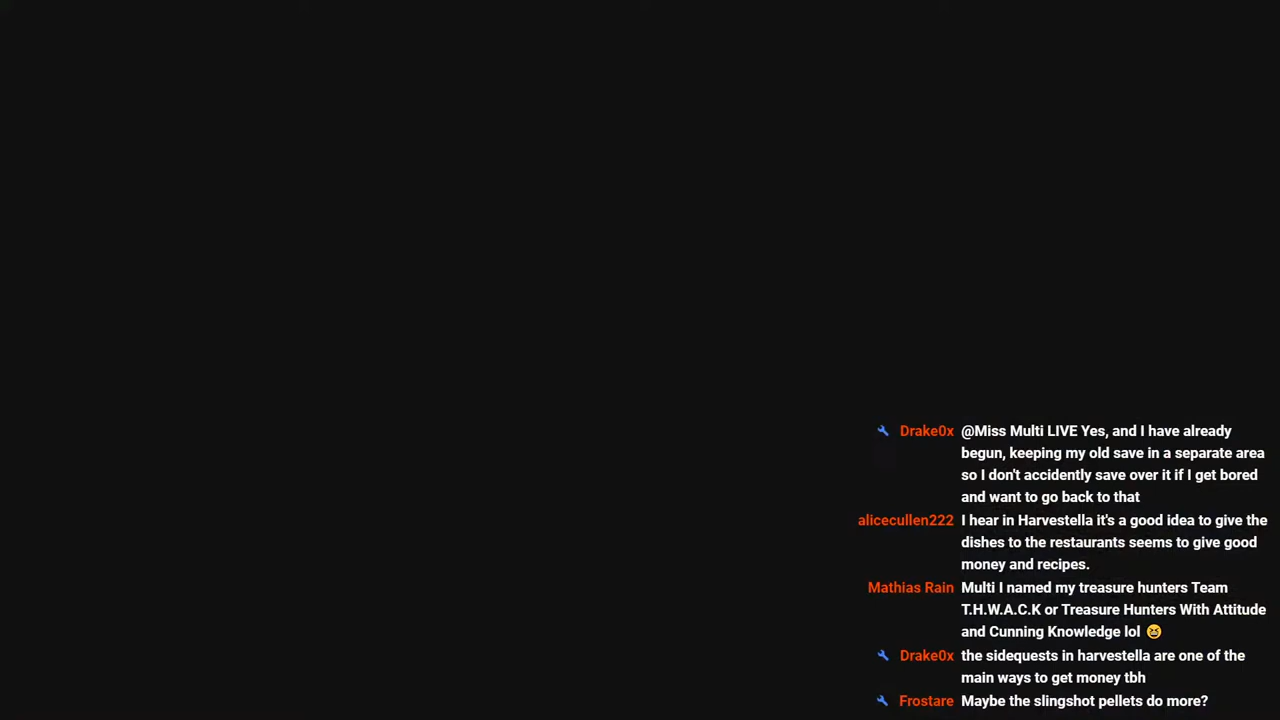 Drake0x @Miss Multi LIVE Yes, and I have already
begun, keeping my old save in a separate area
so I don't accidently save over it if I get bored
and want to go back to that
alicecullen222 I hear in Harvestella it's a good idea to give the
dishes to the restaurants seems to give good
money and recipes.
Mathias Rain Multi I named my treasure hunters Team
T.H.W.A.C.K or Treasure Hunters With Attitude
and Cunning Knowledge lol 😆
Drake0x the sidequests in harvestella are one of the
main ways to get money tbh
Frostare Maybe the slingshot pellets do more?